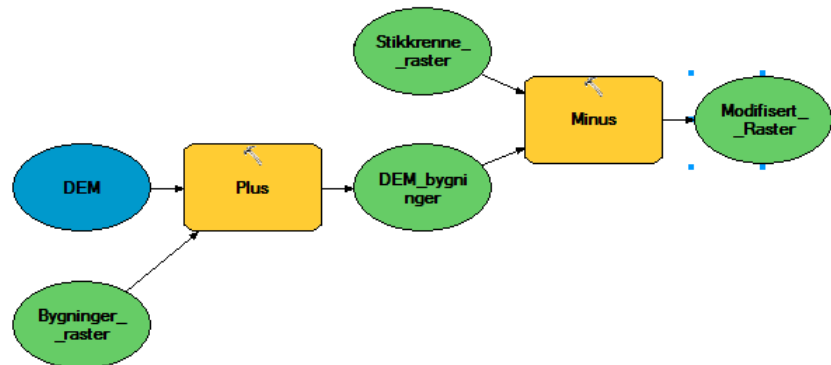 Stikkrenne_
_raster
Minus
Modifisert_
_Raster
DEM
Plus
DEM_bygni
nger
Bygninger_
_raster